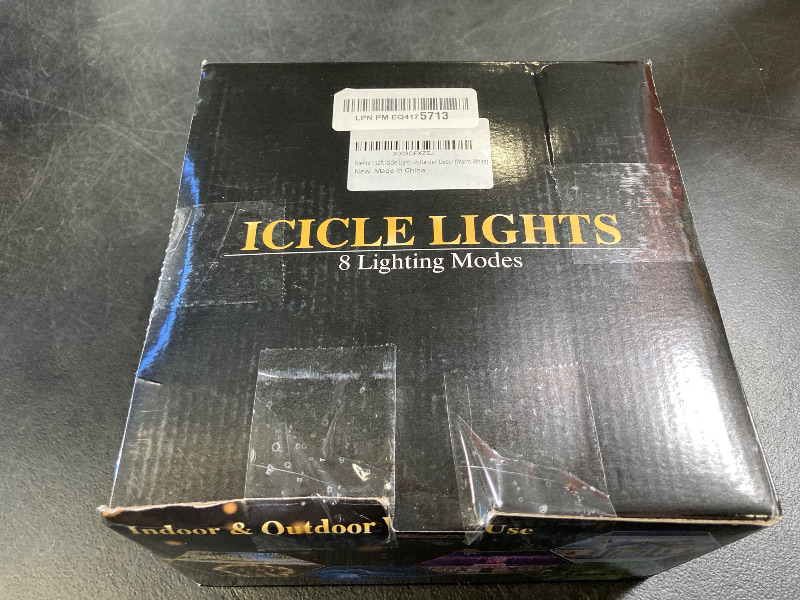 LPN PM EQ4175713
New Made in China
ICICLE LIGHTS
8 Lighting Modes
Indoor & Outdoor
Use